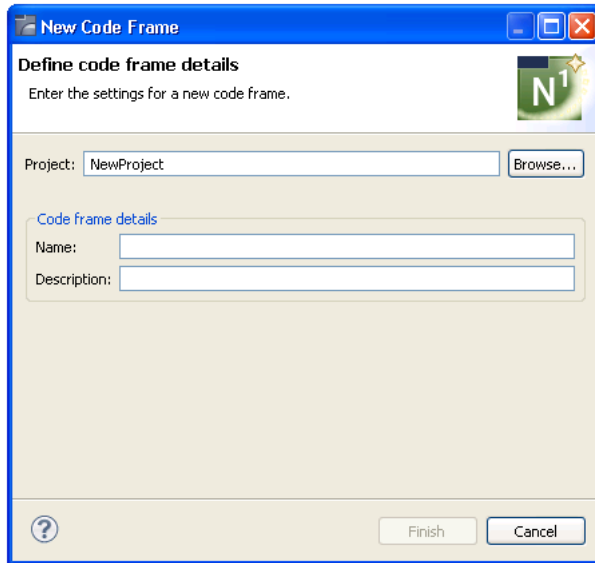 New Code Frame
Define code frame details
Enter the settings for a new code frame.
N1
Project: NewProject Browse...
Code frame details
Name:
Description:
? Finish Cancel